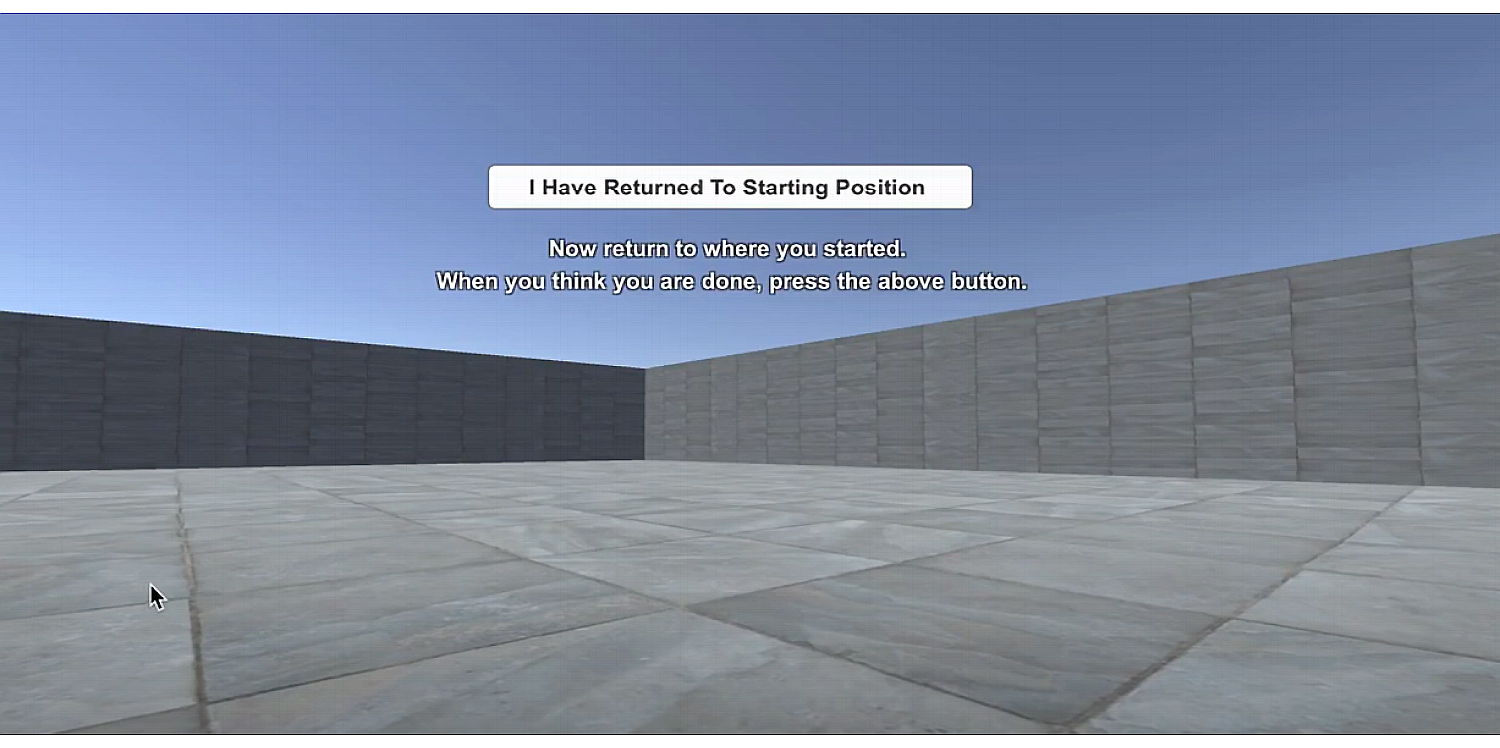 I Have Returned To Starting Position
Now return to where you started.
When you think you are done, press the above button.